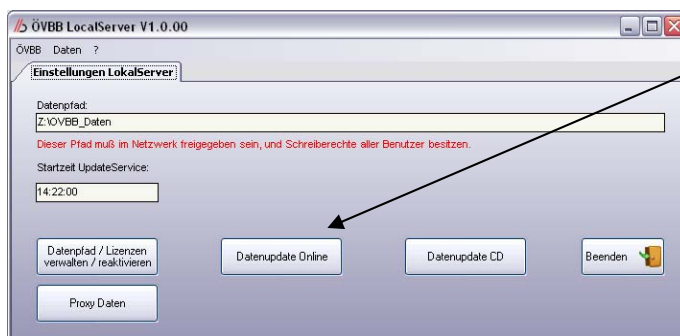 ÖVBB LocalServer V1.0.00
ÖVBB Daten ?
Einstellungen LokalServer
Datenpfad:
Z:\OVBB_Daten
Dieser Pfad muß im Netzwerk freigegeben sein, und Schreiberechte aller Benutzer besitzen.
Startzeit UpdateService:
14:22:00
Datenpfad / Lizenzen
verwalten / reaktivieren
Datenupdate Online
Datenupdate CD
Beenden
Proxy Daten